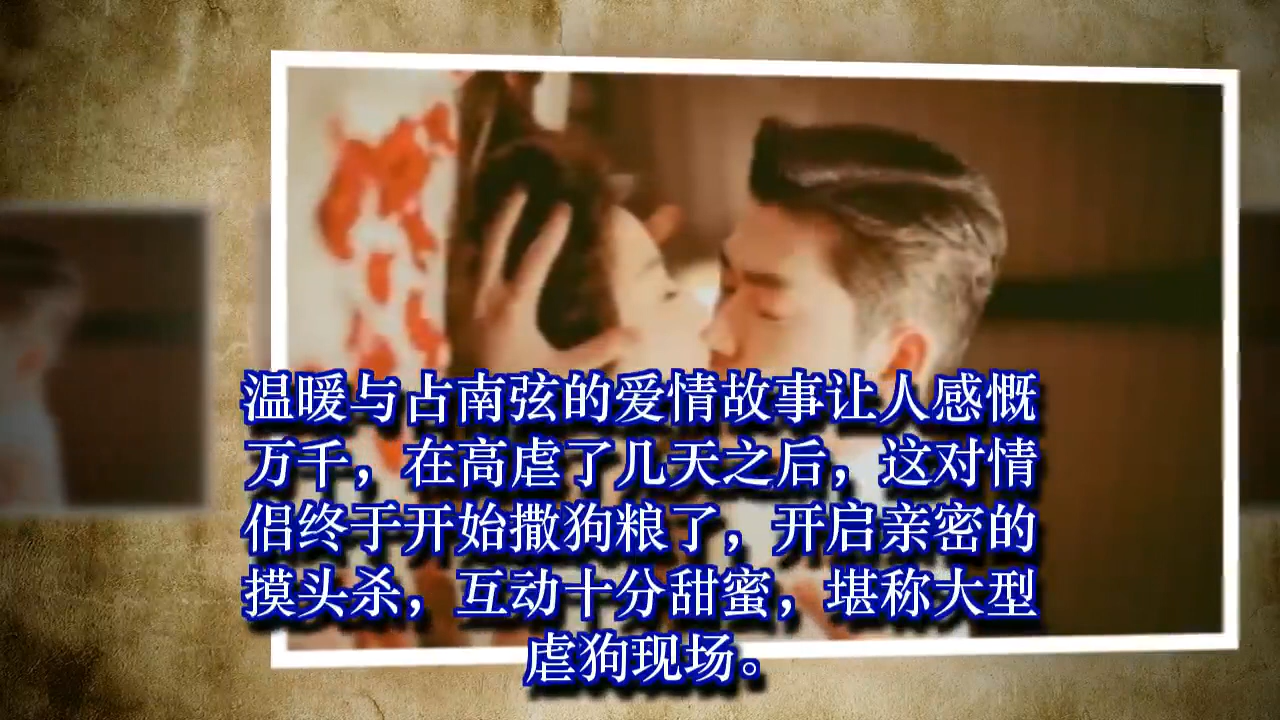 温暖与占南弦的爱情故事让人感慨
万千，在高虐了几天之后，这对情
侣终于开始撒狗粮了，开启亲密的
摸头杀，互动十分甜蜜，堪称大型
虐狗现场。